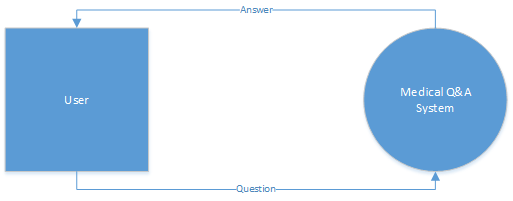 Answer
User
Medical Q&A
System
Question